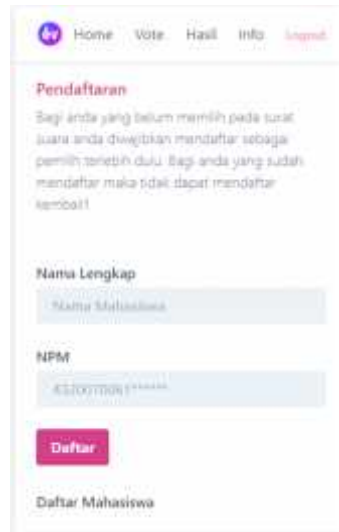 Home Vote Hasil Info Logout
Pendaftaran
Bagi anda yang belum memilih pada surat
suara anda diwajibkan mendaftar sebagai
pemilih terlebih dulu. Bagi anda yang sudah
mendaftar maka tidak dapat mendaftar
kembali!
Nama Lengkap
Nama Mahasiswa
NPM
Daftar
Daftar Mahasiswa